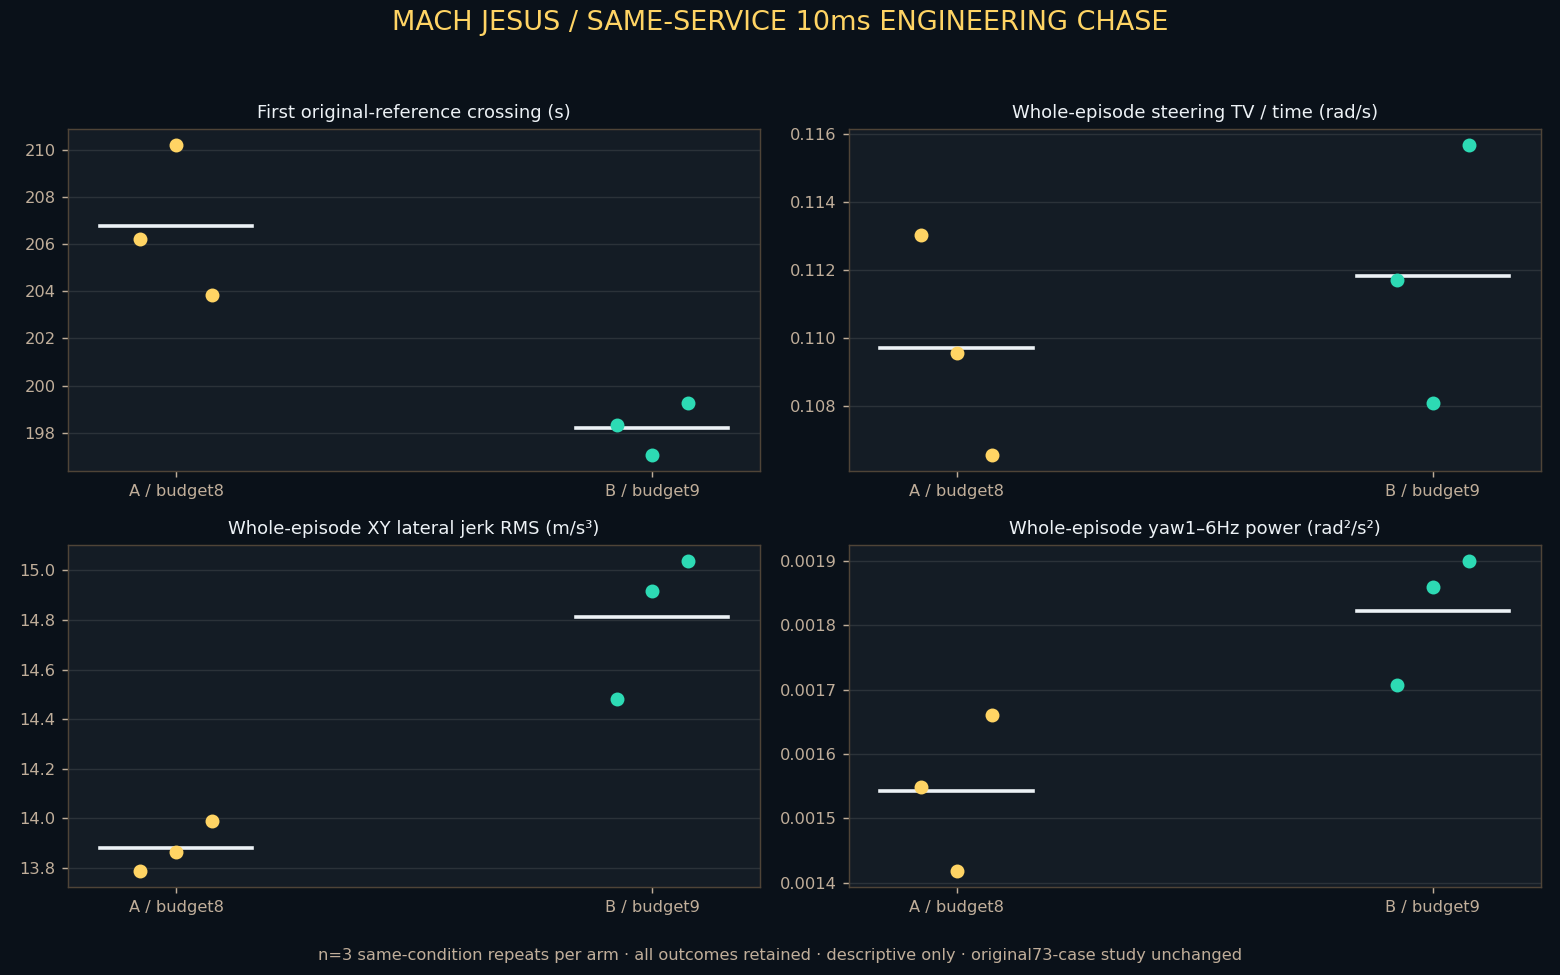 MACH JESUS / SAME-SERVICE 10ms ENGINEERING CHASE
First original-reference crossing (s)
210
208
206
204
202
200
198
A / budget8
B / budget9
Whole-episode steering TV / time (rad/s)
0.116
0.114
0.112
0.110
0.108
A / budget8
B / budget9
Whole-episode XY lateral jerk RMS (m/s³)
15.0
14.8
14.6
14.4
14.2
14.0
13.8
A / budget8
B / budget9
Whole-episode yaw1–6Hz power (rad²/s²)
0.0019
0.0018
0.0017
0.0016
0.0015
0.0014
A / budget8
B / budget9
n=3 same-condition repeats per arm · all outcomes retained · descriptive only · original73-case study unchanged